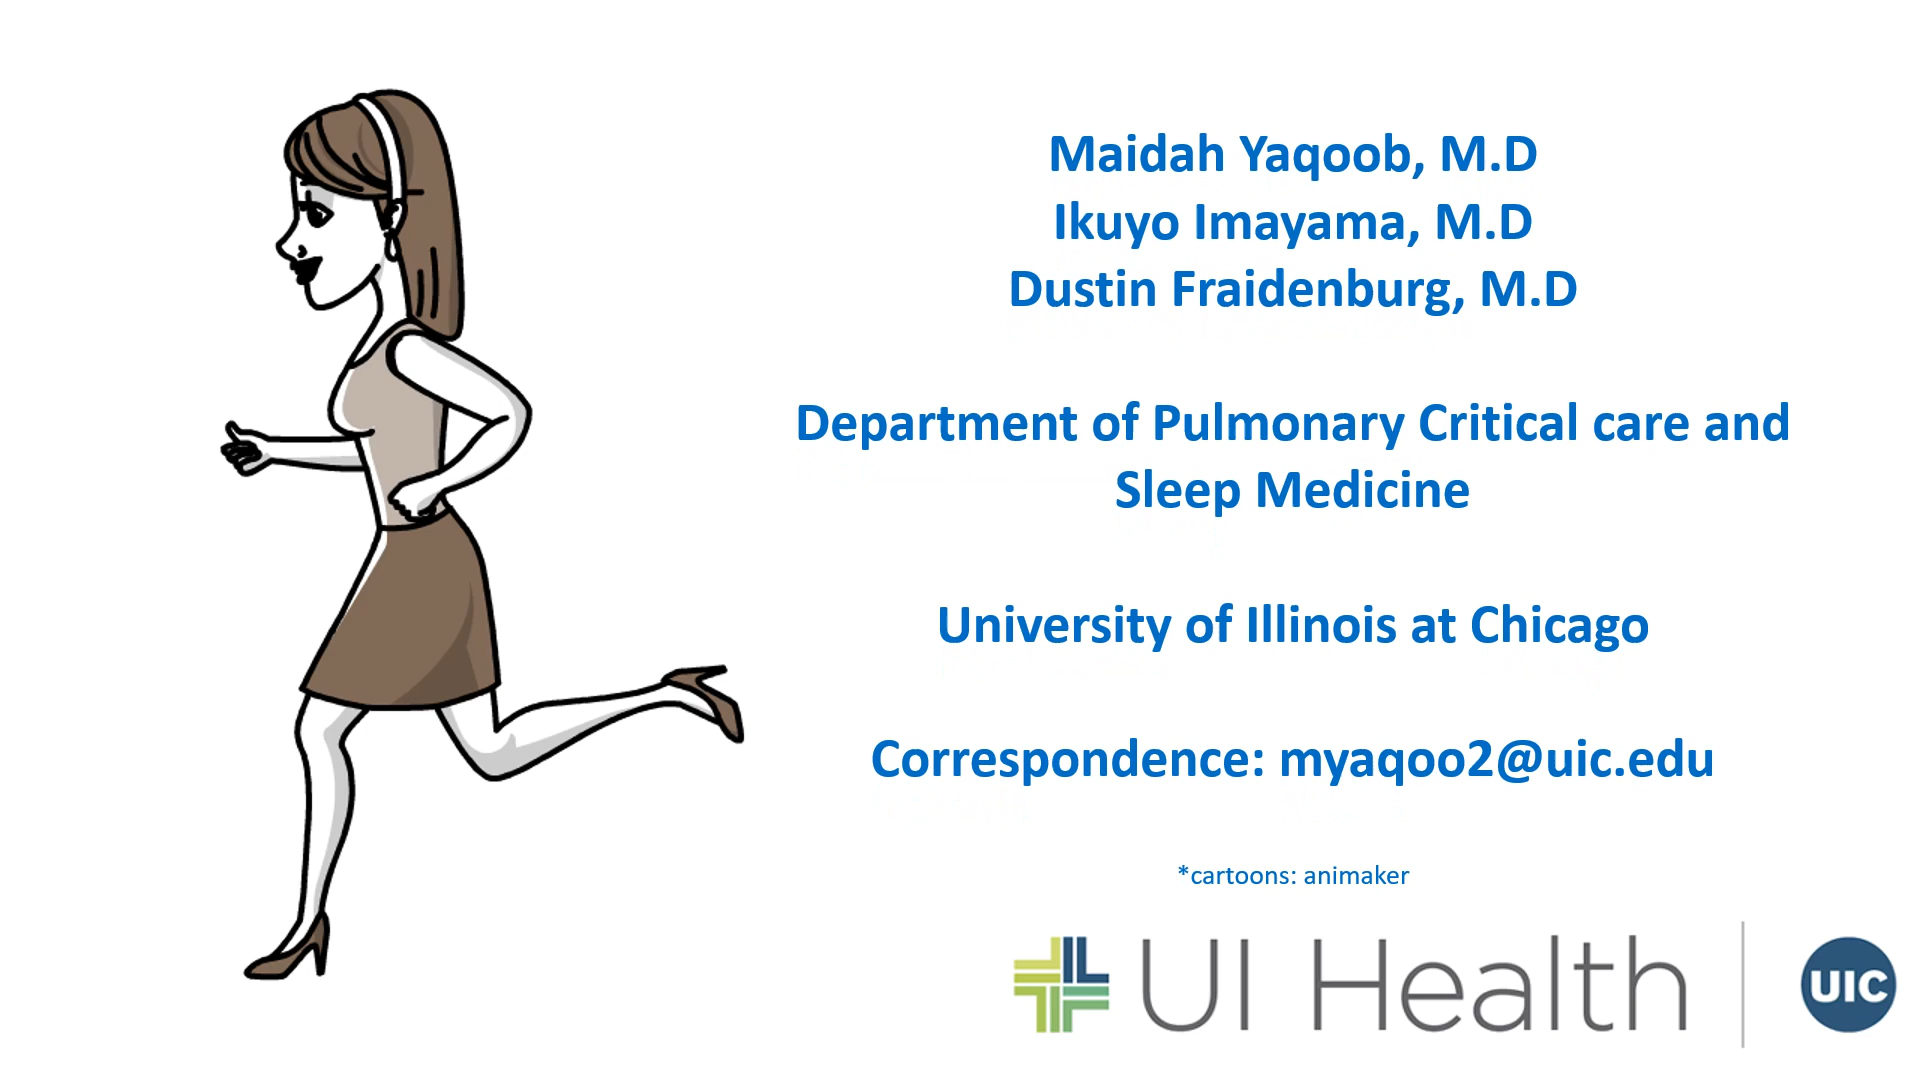 Maidah Yaqoob, M.D
Ikuyo Imayama, M.D
Dustin Fraidenburg, M.D
Department of Pulmonary Critical care and
Sleep Medicine
University of Illinois at Chicago
Correspondence: myaqoo2@uic.edu
*cartoons: animaker
UI Health
UIC